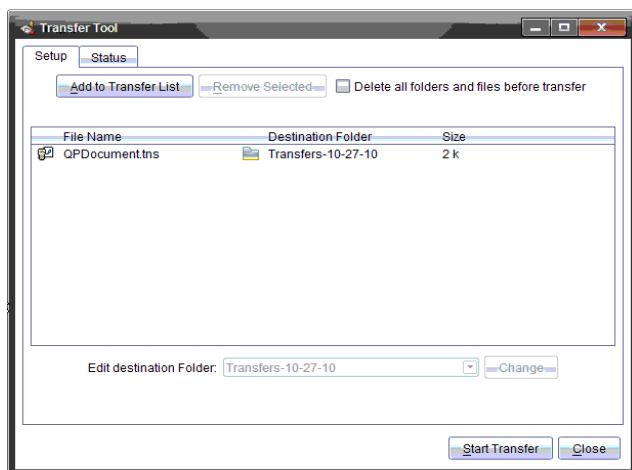 Transfer Tool
Setup Status
Add to Transfer List Remove Selected Delete all folders and files before transfer
File Name Destination Folder Size
QPDocument.tns Transfers-10-27-10 2 k
Edit destination Folder: Transfers-10-27-10 Change
Start Transfer Close